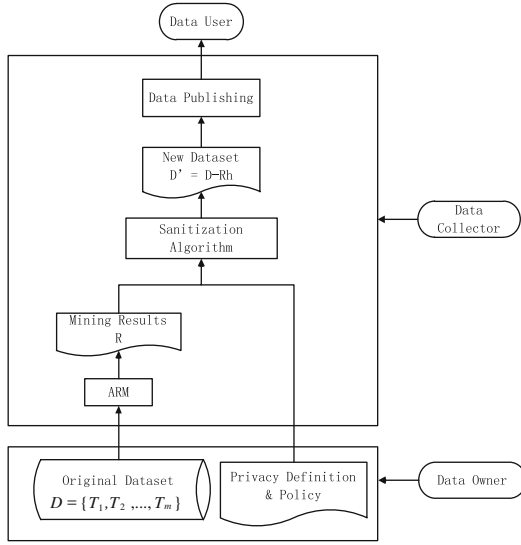 Data User
Data Publishing
New Dataset
D' = D-Rh
Sanitization
Algorithm
Data
Collector
Mining Results
R
ARM
Original Dataset
D = {T1,T2 ,..., Tm}
Privacy Definition
& Policy
Data Owner